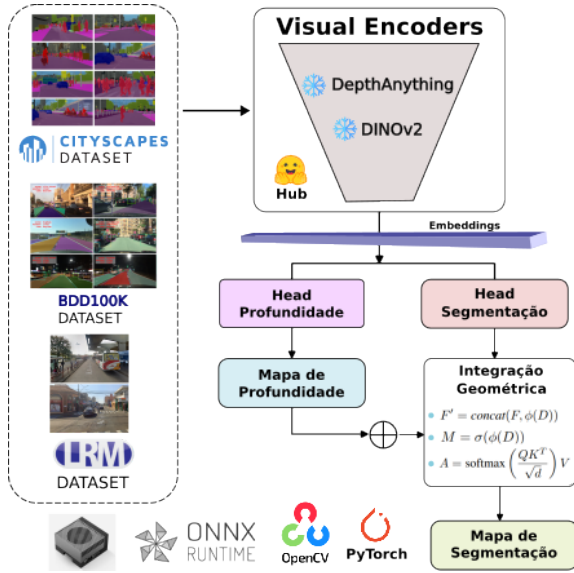 Visual Encoders
DepthAnything
DINOv2
Hub
CITYSCAPES
DATASET
BDD100K
DATASET
LRM
DATASET
Embeddings
Head
Profundidade
Head
Segmentação
Mapa de
Profundidade
Integração
Geométrica
F' = concat(F, ϕ(D))
M = σ(ϕ(D))
A = softmax (QK^T / √d) V
Mapa de
Segmentação
ONNX
RUNTIME
OpenCV
PyTorch